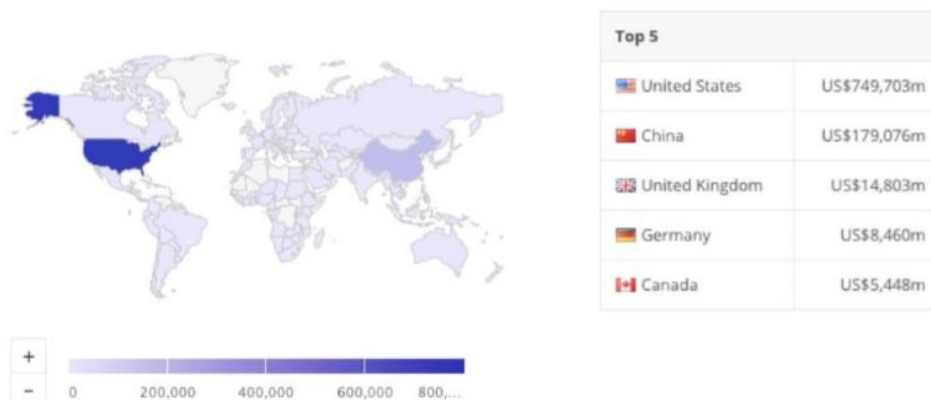 Top 5
United States US$749,703m
China US$179,076m
United Kingdom US$14,803m
Germany US$8,460m
Canada US$5,448m
+
-
0 200,000 400,000 600,000 800,...